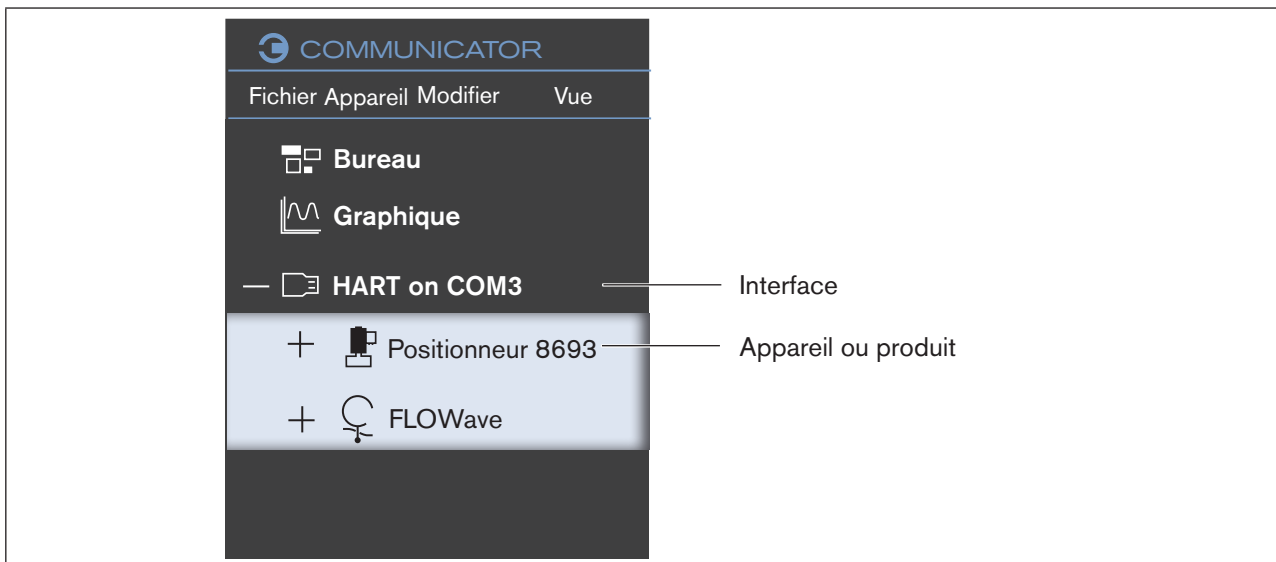 COMMUNICATOR
Fichier Appareil Modifier Vue
Bureau
Graphique
HART on COM3
Interface
Positionneur 8693
Appareil ou produit
FLOWave